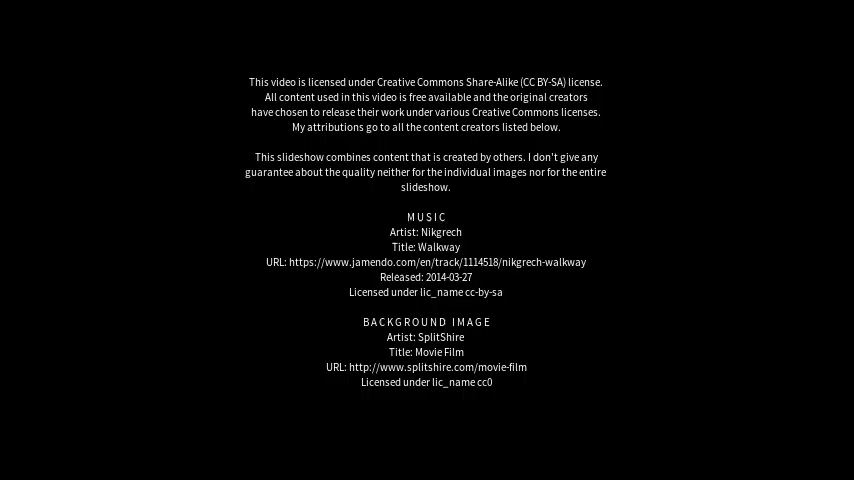 This video is licensed under Creative Commons Share-Alike (CC BY-SA) license.
All content used in this video is free available and the original creators
have chosen to release their work under various Creative Commons licenses.
My attributions go to all the content creators listed below.
This slideshow combines content that is created by others. I don't give any
guarantee about the quality neither for the individual images nor for the entire
slideshow.
MUSIC
Artist: Nikgrech
Title: Walkway
URL: https://www.jamendo.com/en/track/1114518/nikgrech-walkway
Released: 2014-03-27
Licensed under lic_name cc-by-sa
BACKGROUND IMAGE
Artist: SplitShire
Title: Movie Film
URL: http://www.splitshire.com/movie-film
Licensed under lic_name cc0